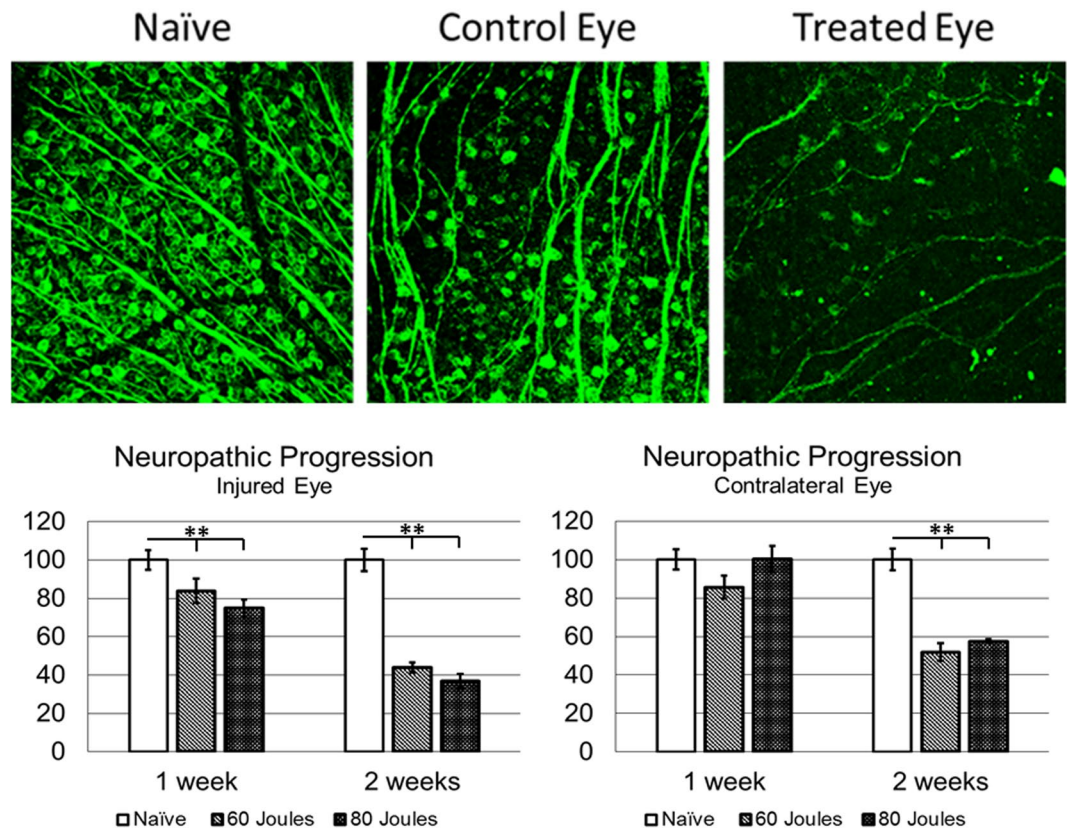 Naïve Control Eye Treated Eye
Neuropathic Progression
Injured Eye
120
100
80
60
40
20
0
**
**
1 week 2 weeks
Naïve 60 Joules 80 Joules
Neuropathic Progression
Contralateral Eye
120
100
80
60
40
20
0
**
1 week 2 weeks
Naïve 60 Joules 80 Joules